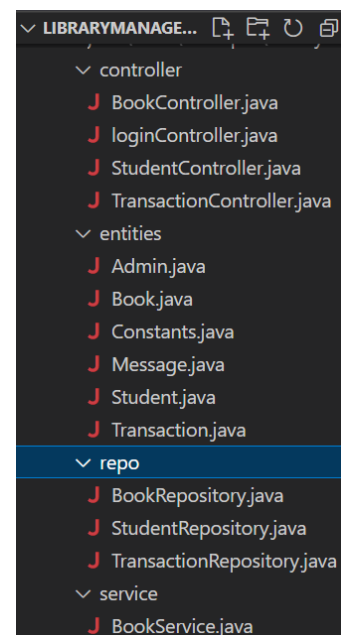 LIBRARYMANAGE...
controller
J BookController.java
J loginController.java
J StudentController.java
J TransactionController.java
entities
J Admin.java
J Book.java
J Constants.java
J Message.java
J Student.java
J Transaction.java
repo
J BookRepository.java
J StudentRepository.java
J TransactionRepository.java
service
J BookService.java